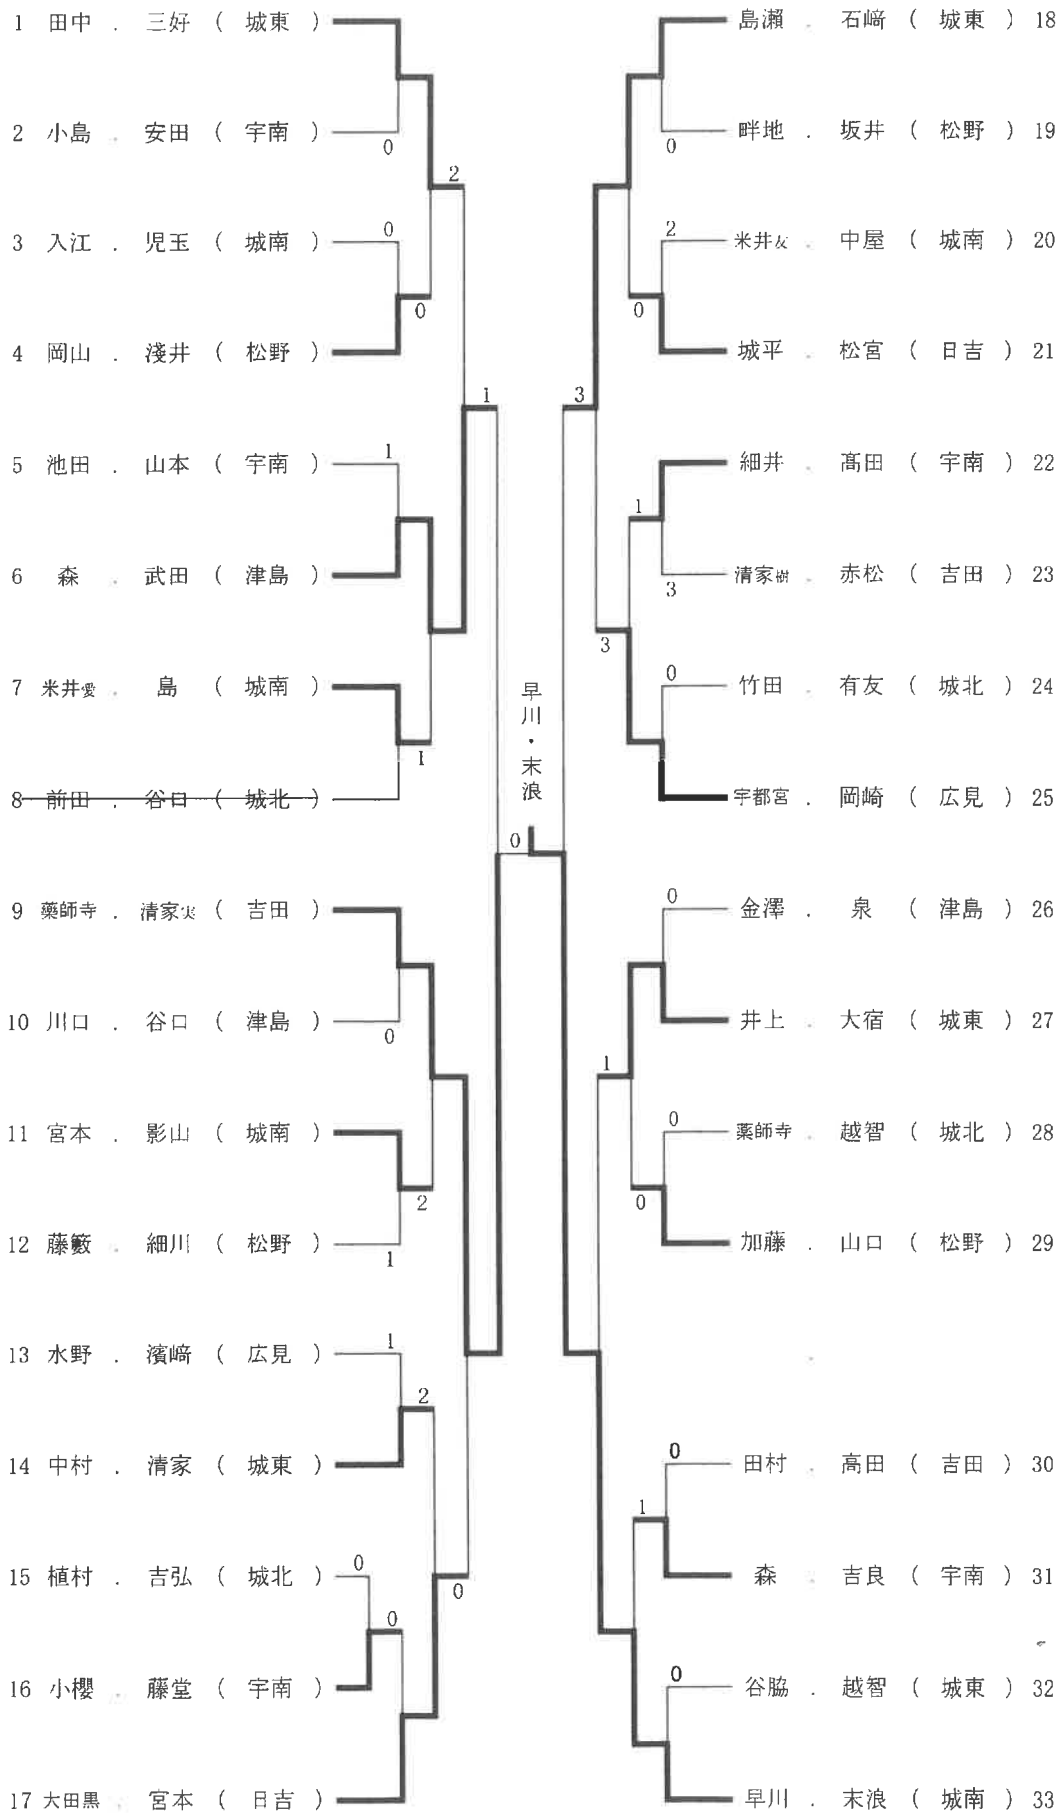 1 田中 . 三好 ( 城東 )
2 小島 . 安田 ( 宇南 )
0
2
3 入江 . 児玉 ( 城南 )
0
0
4 岡山 . 淺井 ( 松野 )
1
5 池田 . 山本 ( 宇南 )
1
6 森 . 武田 ( 津島 )
7 米井愛 . 島 ( 城南 )
1
8 前田 . 谷口 ( 城北 )
9 藥師寺 . 清家実 ( 吉田 )
10 川口 . 谷口 ( 津島 )
0
11 宮本 . 影山 ( 城南 )
2
12 藤籔 . 細川 ( 松野 )
1
13 水野 . 濱﨑 ( 広見 )
1
2
14 中村 . 清家 ( 城東 )
15 植村 . 吉弘 ( 城北 )
0
0
0
16 小櫻 . 藤堂 ( 宇南 )
17 大田黒 . 宮本 ( 日吉 )
早川・末浪
0
島瀬 . 石﨑 ( 城東 ) 18
畔地 . 坂井 ( 松野 ) 19
0
2
米井友 . 中屋 ( 城南 ) 20
0
城平 . 松宮 ( 日吉 ) 21
3
細井 . 髙田 ( 宇南 ) 22
1
清家樹 . 赤松 ( 吉田 ) 23
3
3
0
竹田 . 有友 ( 城北 ) 24
宇都宮 . 岡崎 ( 広見 ) 25
0
金澤 . 泉 ( 津島 ) 26
井上 . 大宿 ( 城東 ) 27
1
0
薬師寺 . 越智 ( 城北 ) 28
0
加藤 . 山口 ( 松野 ) 29
0
田村 . 高田 ( 吉田 ) 30
1
森 . 吉良 ( 宇南 ) 31
0
谷脇 . 越智 ( 城東 ) 32
早川 . 末浪 ( 城南 ) 33